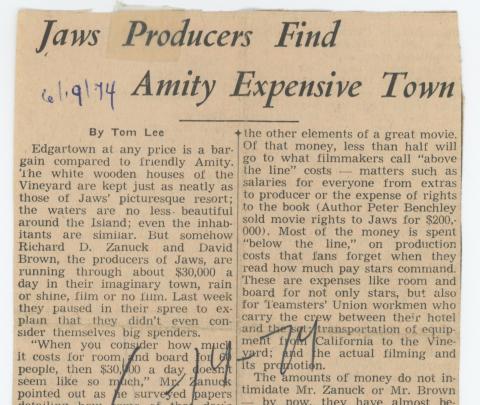 Jaws Producers Find
Amity Expensive Town
6/19/74
By Tom Lee
Edgartown at any price is a bar-
gain compared to friendly Amity.
The white wooden houses of the
Vineyard are kept just as neatly as
those of Jaws' picturesque resort;
the waters are no less beautiful
around the Island; even the inhab-
itants are similar. But somehow
Richard D. Zanuck and David
Brown, the producers of Jaws, are
running through about $30,000
a day in their imaginary town, rain
or shine, film or no film. Last week
they paused in their spree to ex-
plain that they didn't even con-
sider themselves big spenders.
"When you consider how much
it costs for room and board for
people, then $30,000 a day doesn't
seem like so much," Mr. Zanuck
pointed out as he surveyed papers
detailing how one of that day's
the other elements of a great movie.
Of that money, less than half will
go to what filmmakers call "above
the line" costs — matters such as
salaries for everyone from extras
to producer or the expense of rights
to the book (Author Peter Benchley
sold movie rights to Jaws for $200,-
000). Most of the money is spent
"below the line," on production
costs that fans forget when they
read how much pay stars command.
These are expenses like room and
board for not only stars, but also
for Teamsters' Union workmen who
carry the crew between their hotel
and the set; transportation of equip-
ment from California to the Vine-
yard; and the actual filming and
its promotion.
The amounts of money do not in-
timidate Mr. Zanuck or Mr. Brown
— by now, they have almost be-